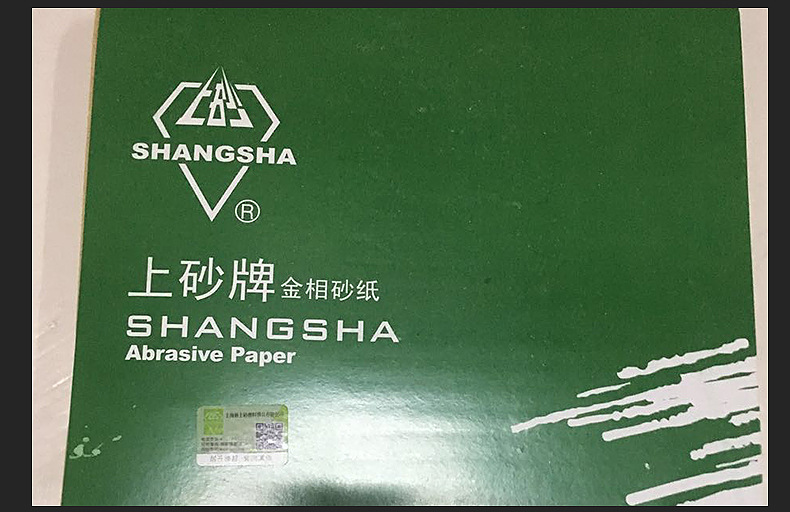 SHANGSHA
®
上砂牌 金相砂纸
SHANGSHA
Abrasive Paper